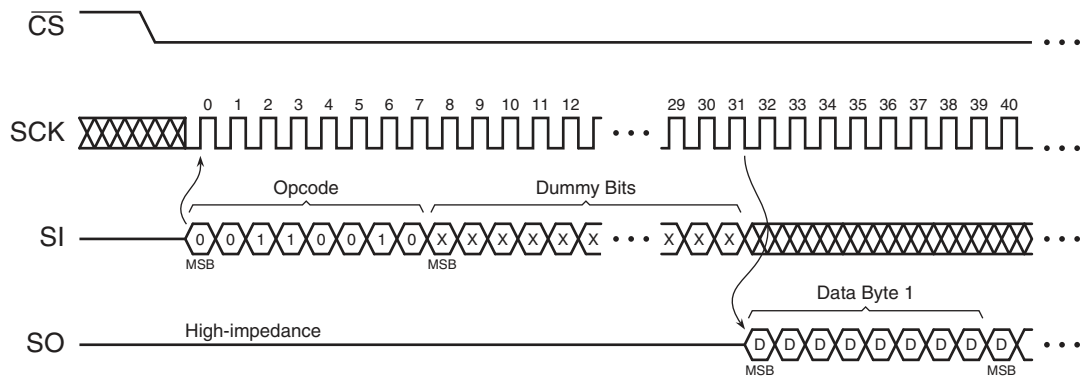 CS
0 1 2 3 4 5 6 7 8 9 10 11 12 29 30 31 32 33 34 35 36 37 38 39 40
SCK
Opcode Dummy Bits
SI 0 0 1 1 0 0 1 0 X X X X X X X X X
MSB MSB
Data Byte 1
High-impedance
SO D D D D D D D D D
MSB MSB